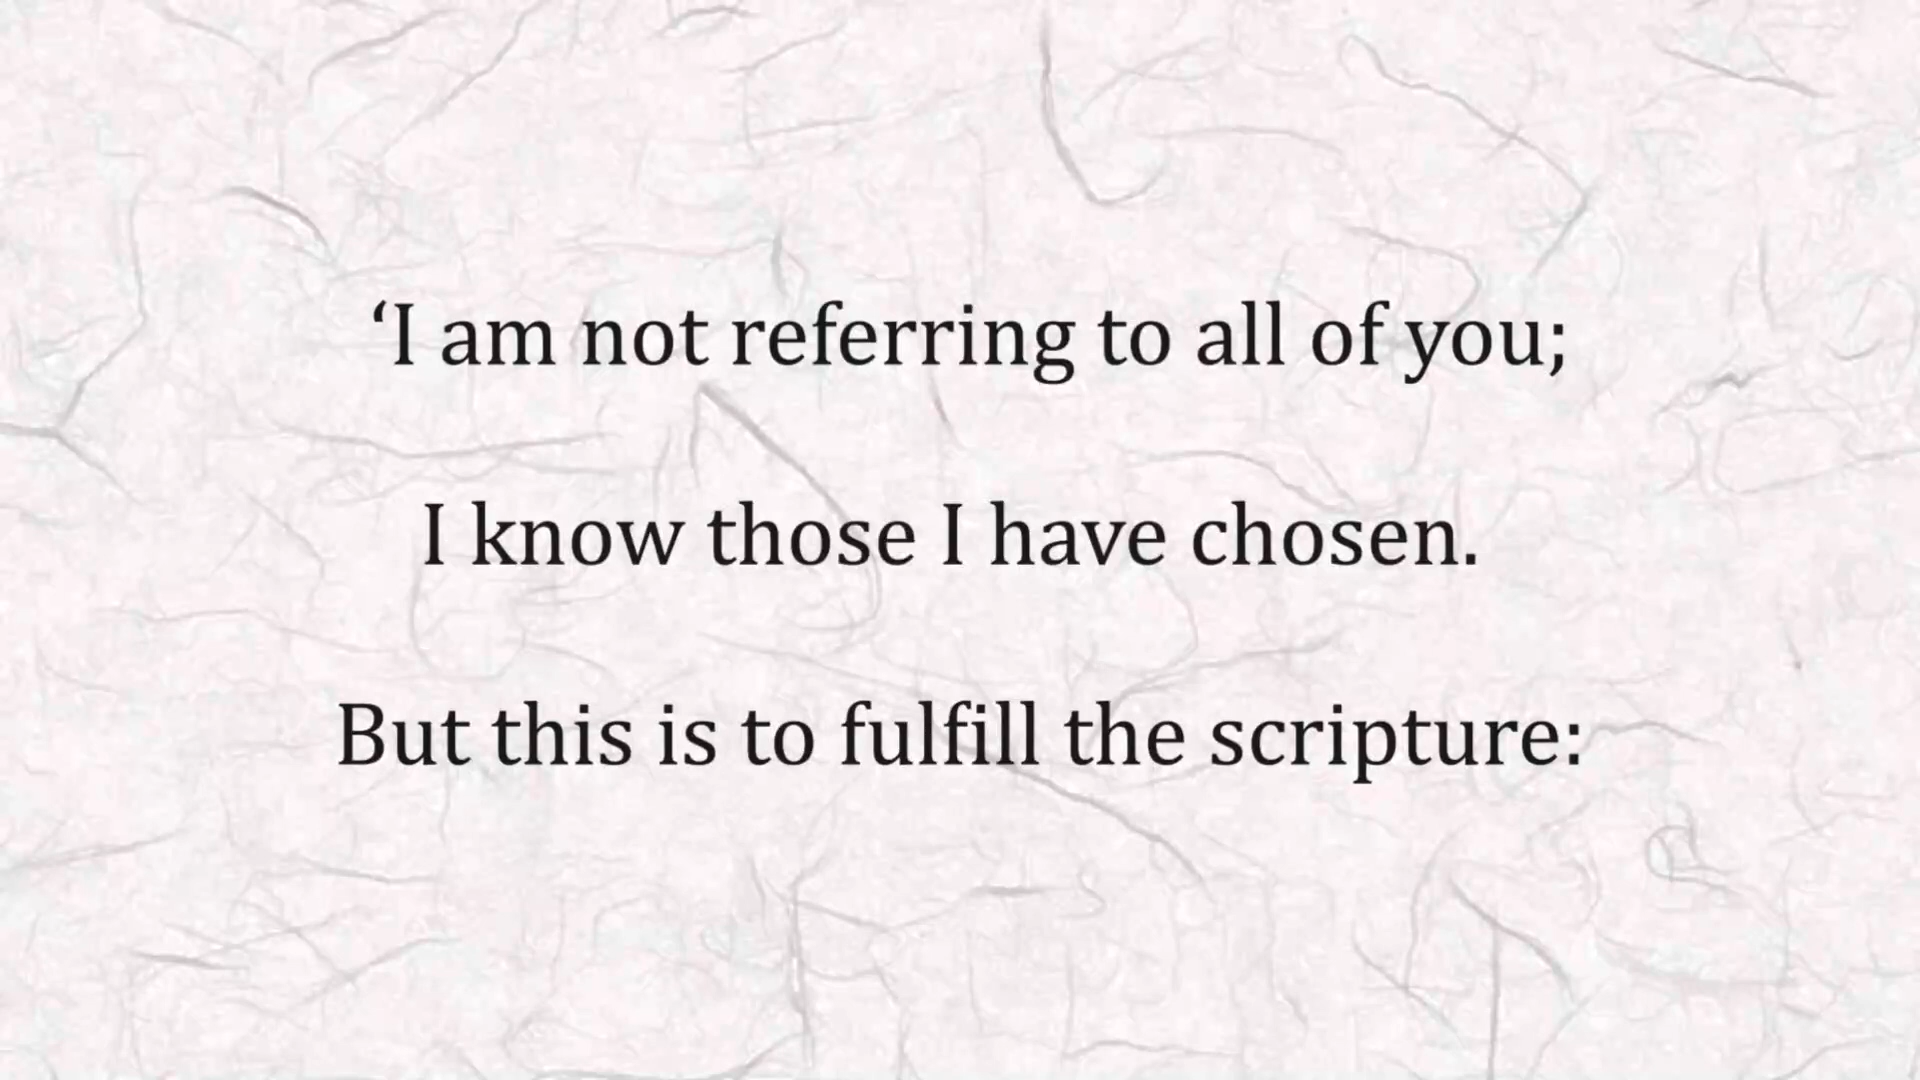 ‘I am not referring to all of you;
I know those I have chosen.
But this is to fulfill the scripture: